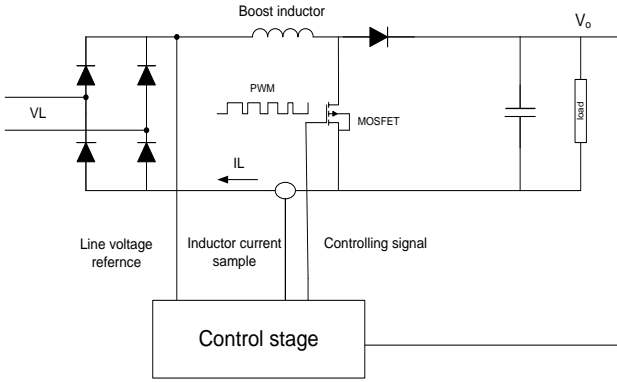 Boost inductor
Vo
PWM
VL
MOSFET
load
IL
Line voltage
refernce
Inductor current
sample
Controlling signal
Control stage